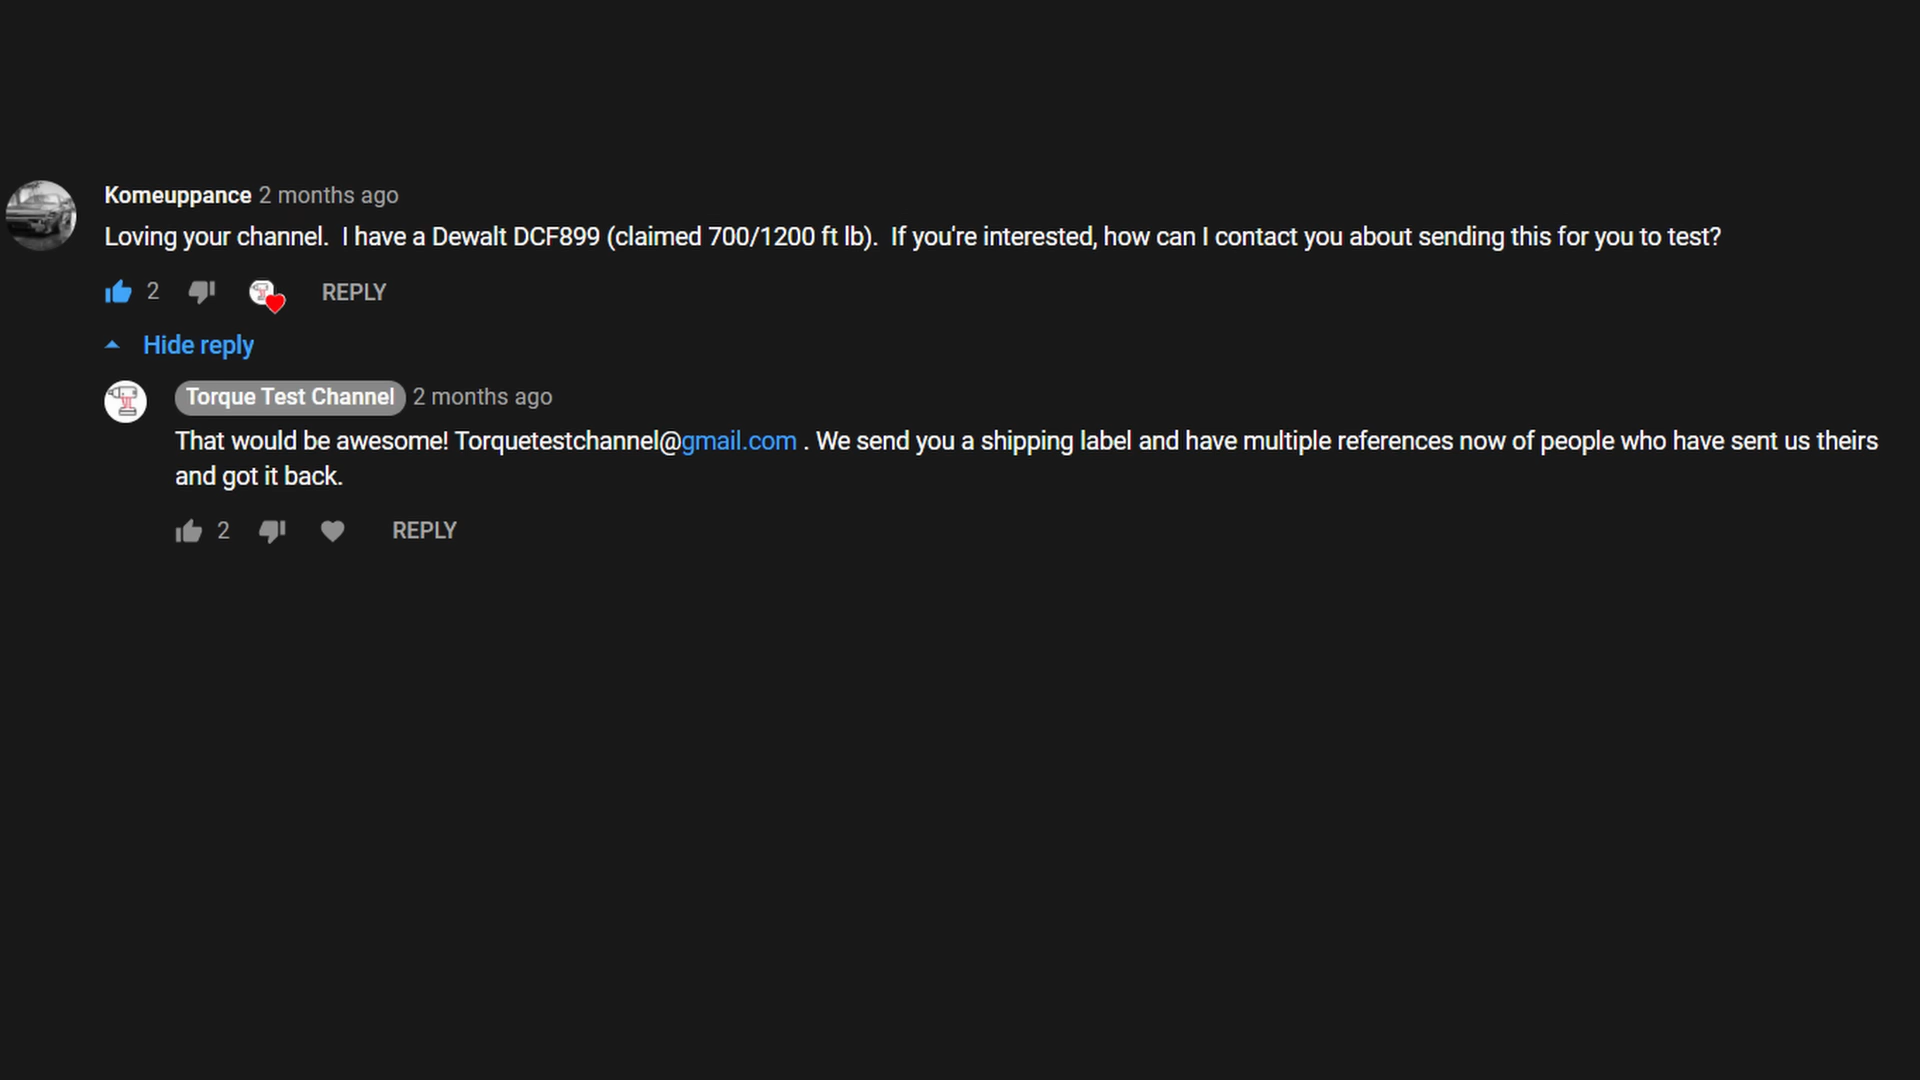 Komeuppance 2 months ago
Loving your channel.  I have a Dewalt DCF899 (claimed 700/1200 ft lb).  If you're interested, how can I contact you about sending this for you to test?
2 REPLY
Hide reply
Torque Test Channel 2 months ago
That would be awesome! Torquetestchannel@gmail.com . We send you a shipping label and have multiple references now of people who have sent us theirs
and got it back.
2 REPLY